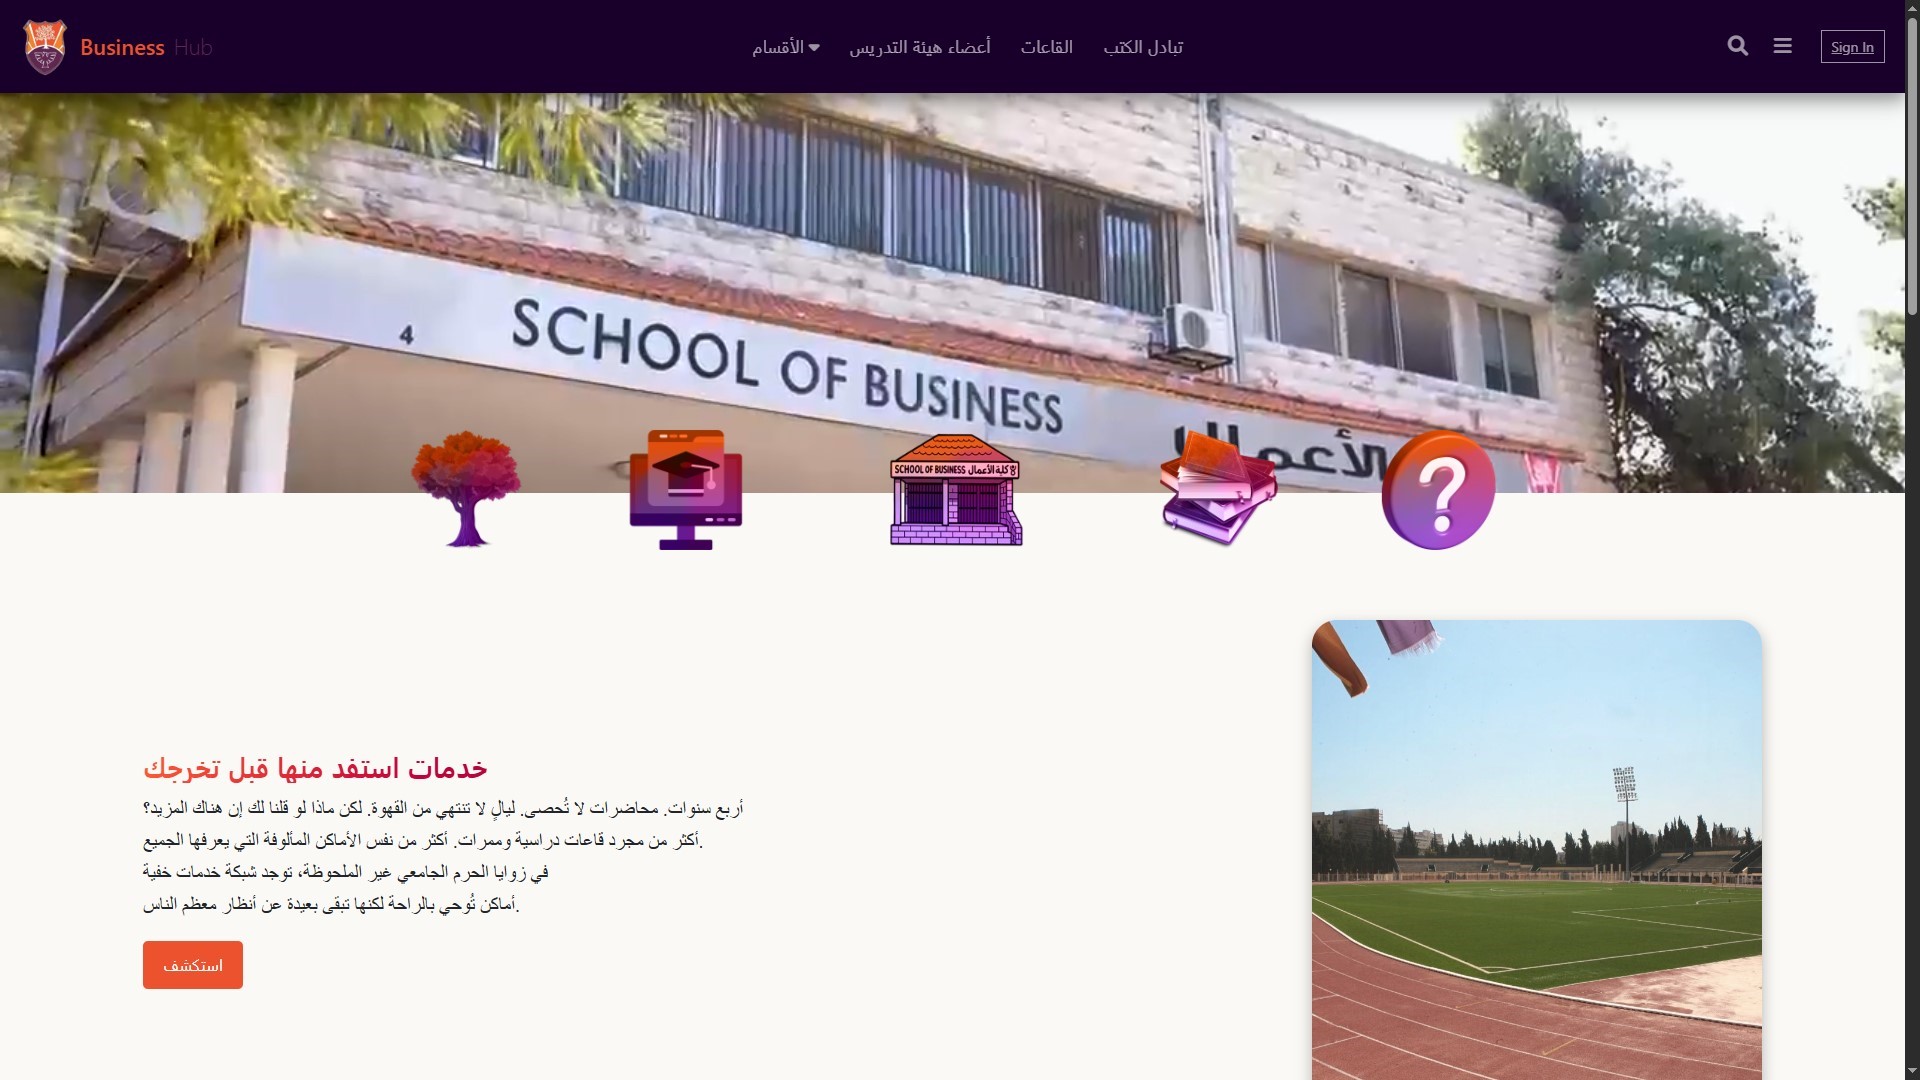 Business Hub
الأقسام
أعضاء هيئة التدريس
القاعات
تبادل الكتب
Sign In
4 SCHOOL OF BUSINESS الأعمال
SCHOOL OF BUSINESS كلية الأعمال
?
خدمات استفد منها قبل تخرجك
أربع سنوات. محاضرات لا تُحصى. ليالٍ لا تنتهي من القهوة. لكن ماذا لو قلنا لك إن هناك المزيد؟
أكثر من مجرد قاعات دراسية وممرات. أكثر من نفس الأماكن المألوفة التي يعرفها الجميع.
في زوايا الحرم الجامعي غير الملحوظة، توجد شبكة خدمات خفية
أماكن تُوحي بالراحة لكنها تبقى بعيدة عن أنظار معظم الناس.
استكشف